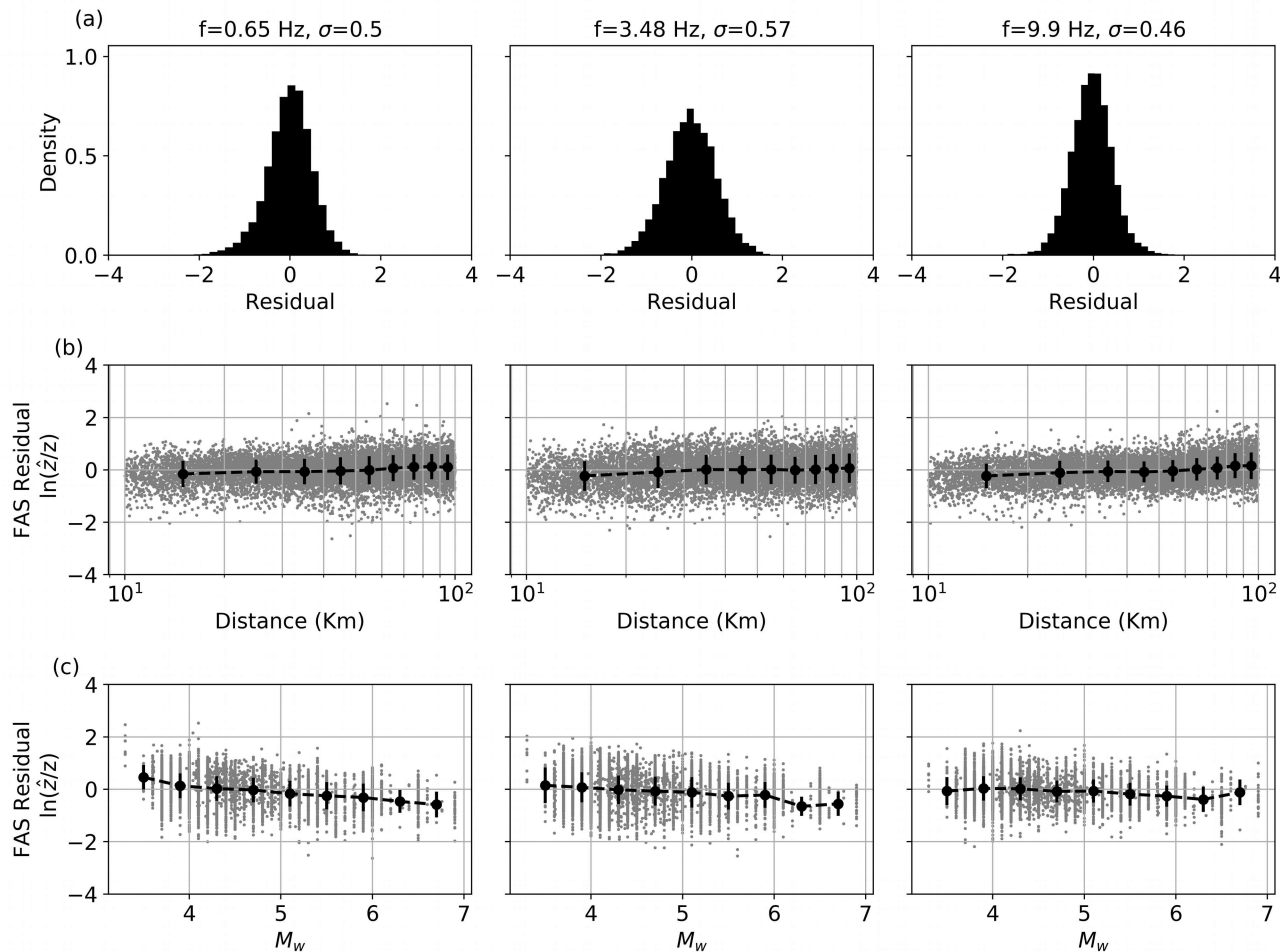 (a)
f=0.65 Hz, σ=0.5
f=3.48 Hz, σ=0.57
f=9.9 Hz, σ=0.46
1.0
0.5
0.0
Density
−4 −2 0 2 4
−4 −2 0 2 4
−4 −2 0 2 4
Residual
Residual
Residual
(b)
4
2
0
−2
−4
FAS Residual
ln(ẑ/z)
10¹ 10²
10¹ 10²
10¹ 10²
Distance (Km)
Distance (Km)
Distance (Km)
(c)
4
2
0
−2
−4
FAS Residual
ln(ẑ/z)
4 5 6 7
4 5 6 7
4 5 6 7
M_w
M_w
M_w